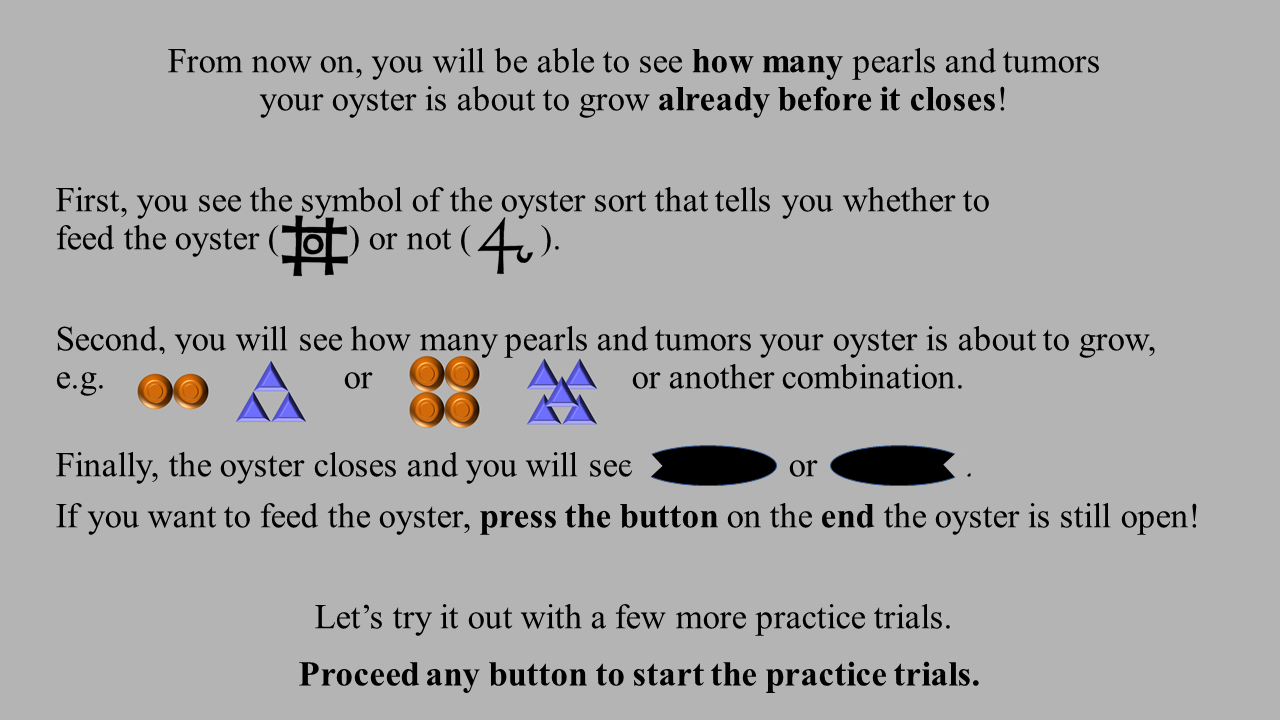 From now on, you will be able to see how many pearls and tumors
your oyster is about to grow already before it closes!
First, you see the symbol of the oyster sort that tells you whether to
feed the oyster ( ) or not ( ).
Second, you will see how many pearls and tumors your oyster is about to grow,
e.g. or or another combination.
Finally, the oyster closes and you will see or .
If you want to feed the oyster, press the button on the end the oyster is still open!
Let’s try it out with a few more practice trials.
Proceed any button to start the practice trials.